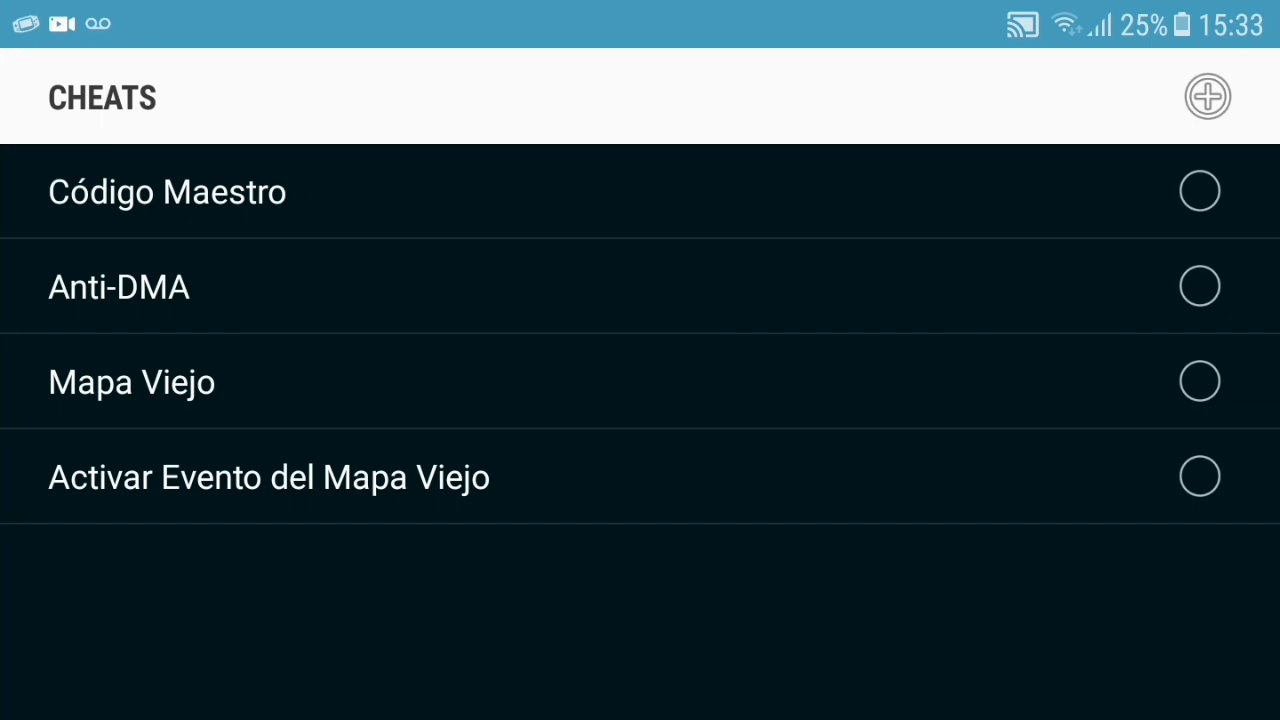 25% 15:33
CHEATS
Código Maestro
Anti-DMA
Mapa Viejo
Activar Evento del Mapa Viejo